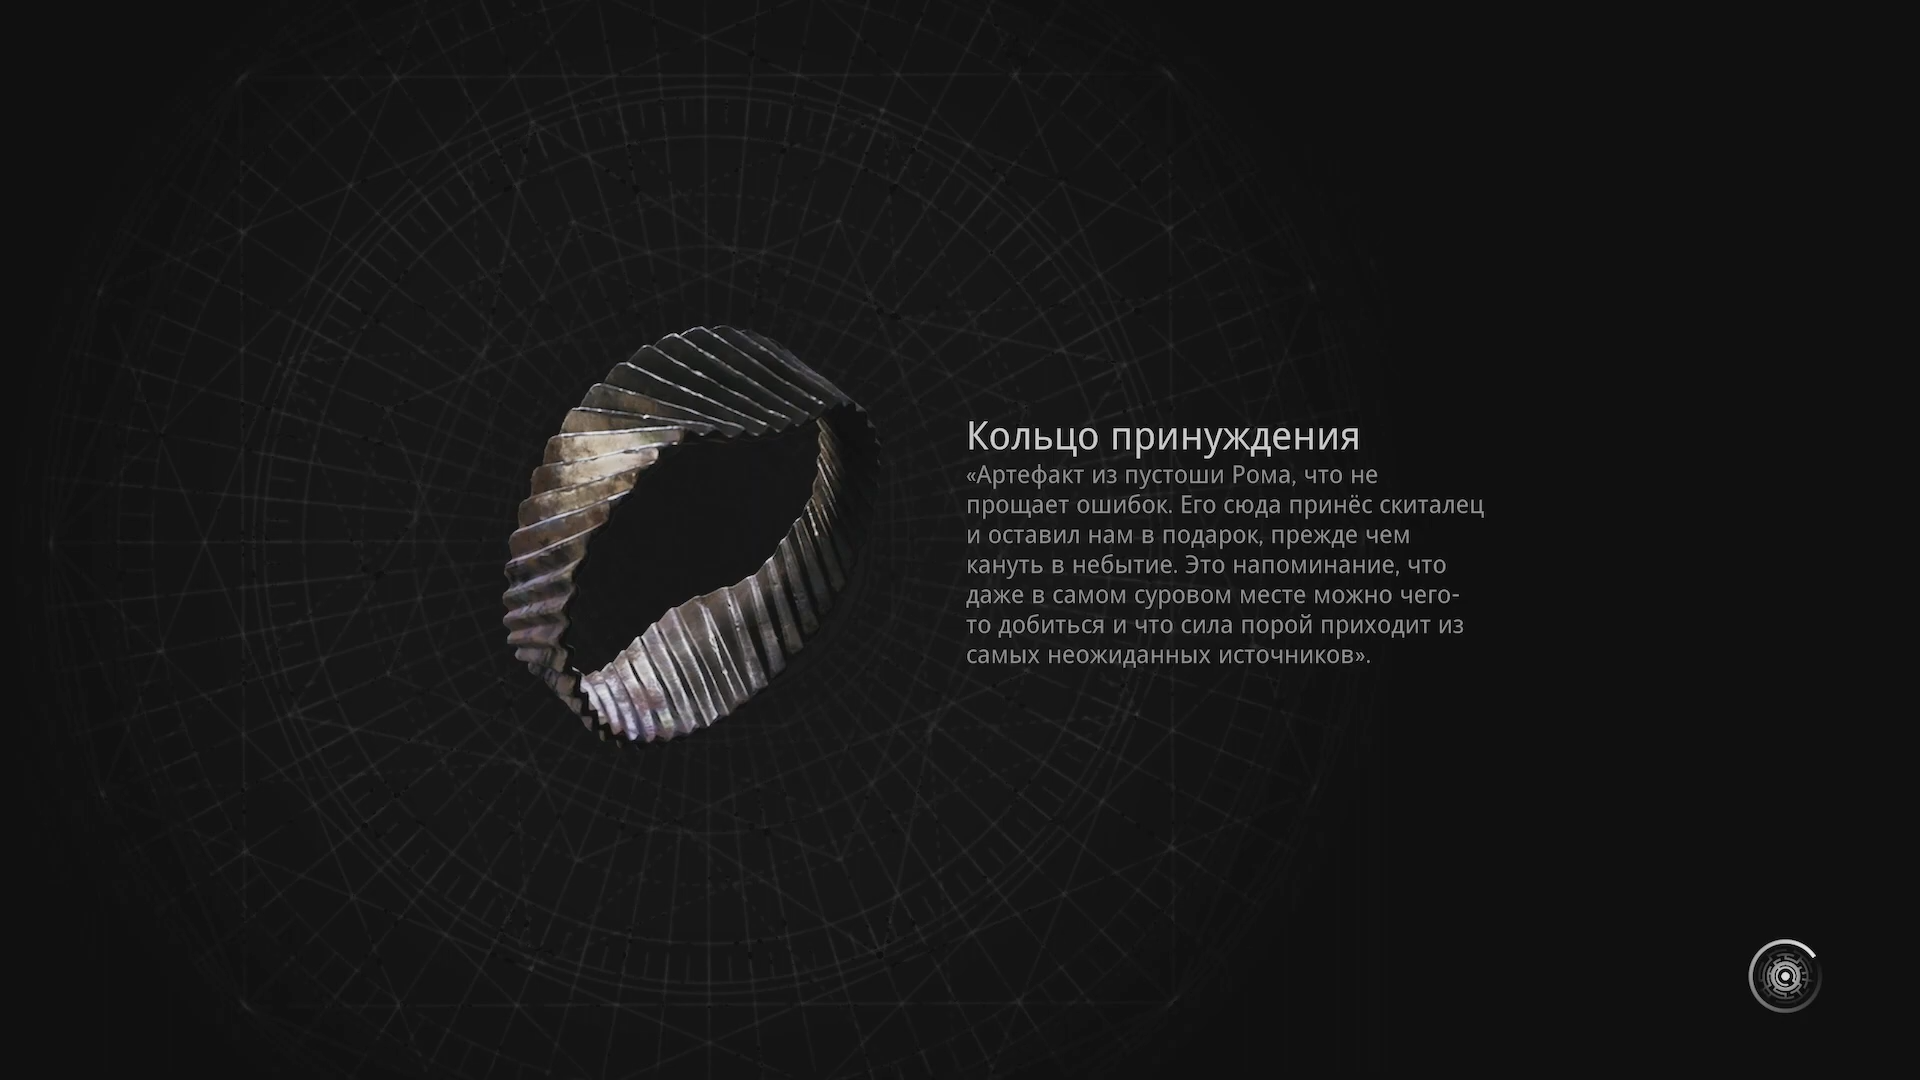 Кольцо принуждения
«Артефакт из пустоши Рома, что не
прощает ошибок. Его сюда принёс скиталец
и оставил нам в подарок, прежде чем
кануть в небытие. Это напоминание, что
даже в самом суровом месте можно чего-
то добиться и что сила порой приходит из
самых неожиданных источников».